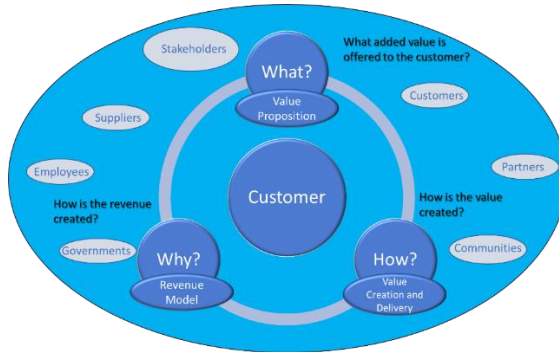 Stakeholders
What?
Value
Proposition
What added value is
offered to the customer?
Customers
Suppliers
Employees
Partners
Customer
How is the revenue
created?
How is the value
created?
Governments
Communities
Why?
Revenue
Model
How?
Value
Creation and
Delivery